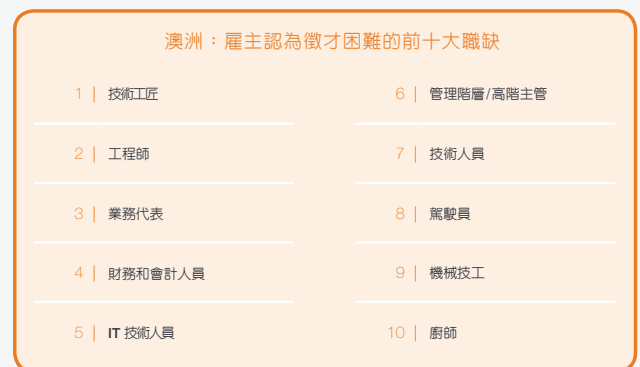 澳洲：雇主認為徵才困難的前十大職缺
1 | 技術工匠
2 | 工程師
3 | 業務代表
4 | 財務和會計人員
5 | IT 技術人員
6 | 管理階層/高階主管
7 | 技術人員
8 | 駕駛員
9 | 機械技工
10 | 廚師